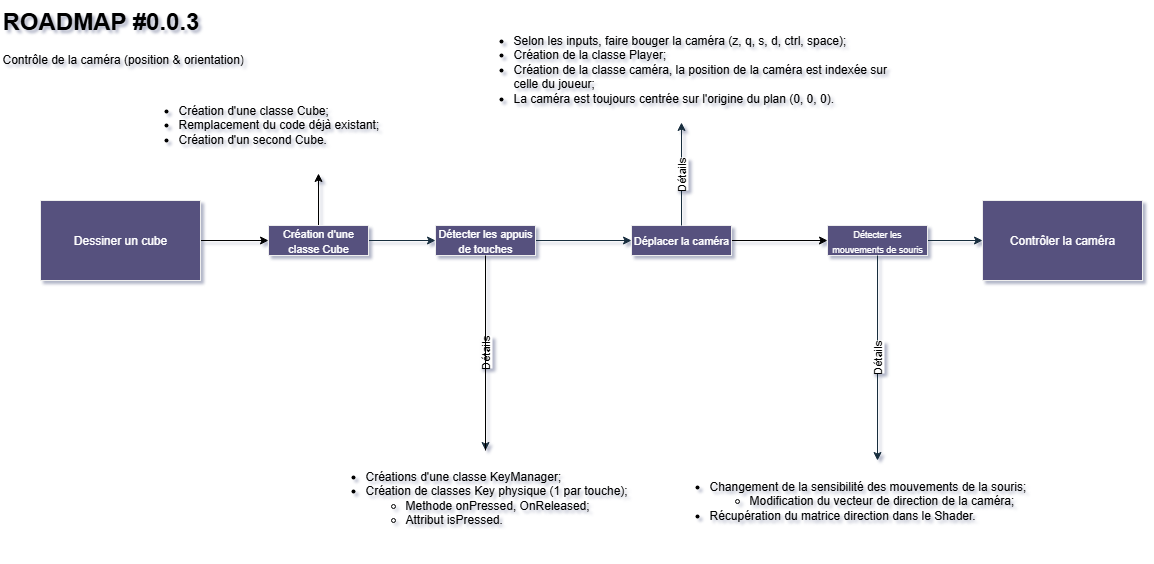 ROADMAP #0.0.3
Contrôle de la caméra (position & orientation)
Selon les inputs, faire bouger la caméra (z, q, s, d, ctrl, space);
Création de la classe Player;
Création de la classe caméra, la position de la caméra est indexée sur
celle du joueur;
La caméra est toujours centrée sur l'origine du plan (0, 0, 0).
Création d'une classe Cube;
Remplacement du code déjà existant;
Création d'un second Cube.
Détails
Dessiner un cube
Création d'une
classe Cube
Détecter les appuis
de touches
Déplacer la caméra
Détecter les
mouvements de souris
Contrôler la caméra
Détails
Détails
Créations d'une classe KeyManager;
Création de classes Key physique (1 par touche);
Methode onPressed, OnReleased;
Attribut isPressed.
Changement de la sensibilité des mouvements de la souris;
Modification du vecteur de direction de la caméra;
Récupération du matrice direction dans le Shader.